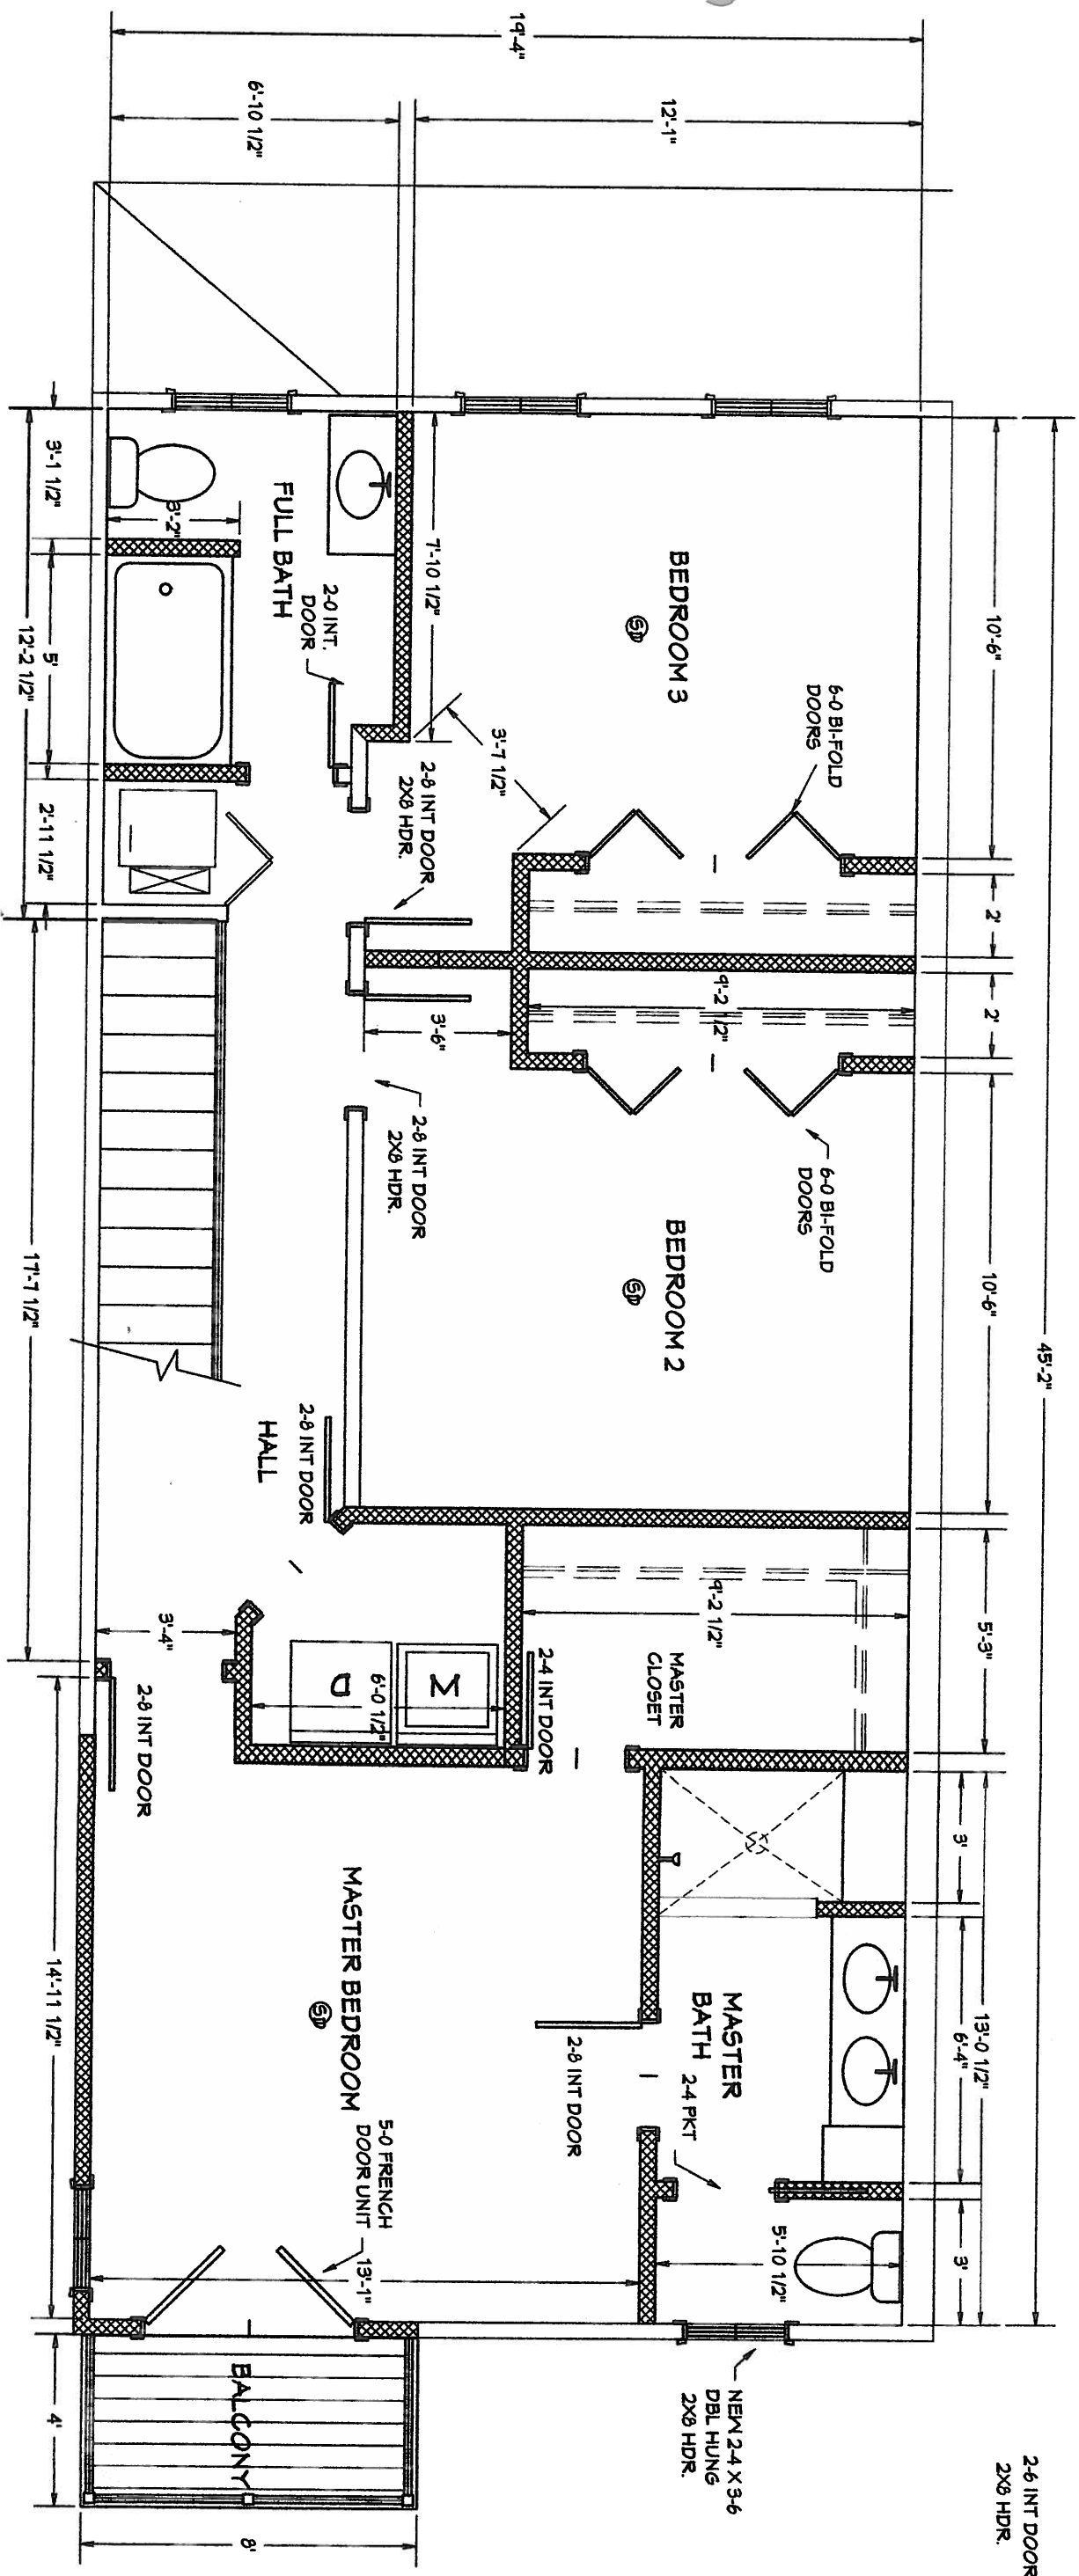 2-6 INT DOOR
2X8 HDR.
45'-2"
10'-6"
2'
2'
10'-6"
5'-3"
13'-0 1/2"
3'
6'-4"
3'
19'-4"
12'-1"
6'-10 1/2"
BEDROOM 3
SD
6-0 BI-FOLD
DOORS
7'-10 1/2"
3'-7 1/2"
2-8 INT DOOR
2X8 HDR.
9'-2 1/2"
3'-6"
6-0 BI-FOLD
DOORS
BEDROOM 2
SD
2-8 INT DOOR
2X8 HDR.
9'-2 1/2"
MASTER
CLOSET
2-4 INT DOOR
MASTER
BATH
2-4 PKT
5'-10 1/2"
2-8 INT DOOR
NEW 2-4 X 3-6
DBL HUNG
2X8 HDR.
FULL BATH
2-0 INT.
DOOR
3'-2"
HALL
2-8 INT DOOR
W
D
6'-0 1/2"
3'-4"
2-8 INT DOOR
MASTER BEDROOM
SD
5-0 FRENCH
DOOR UNIT
13'-1"
BALCONY
3'-1 1/2"
5'
2'-11 1/2"
12'-2 1/2"
17'-7 1/2"
14'-11 1/2"
4'
8'